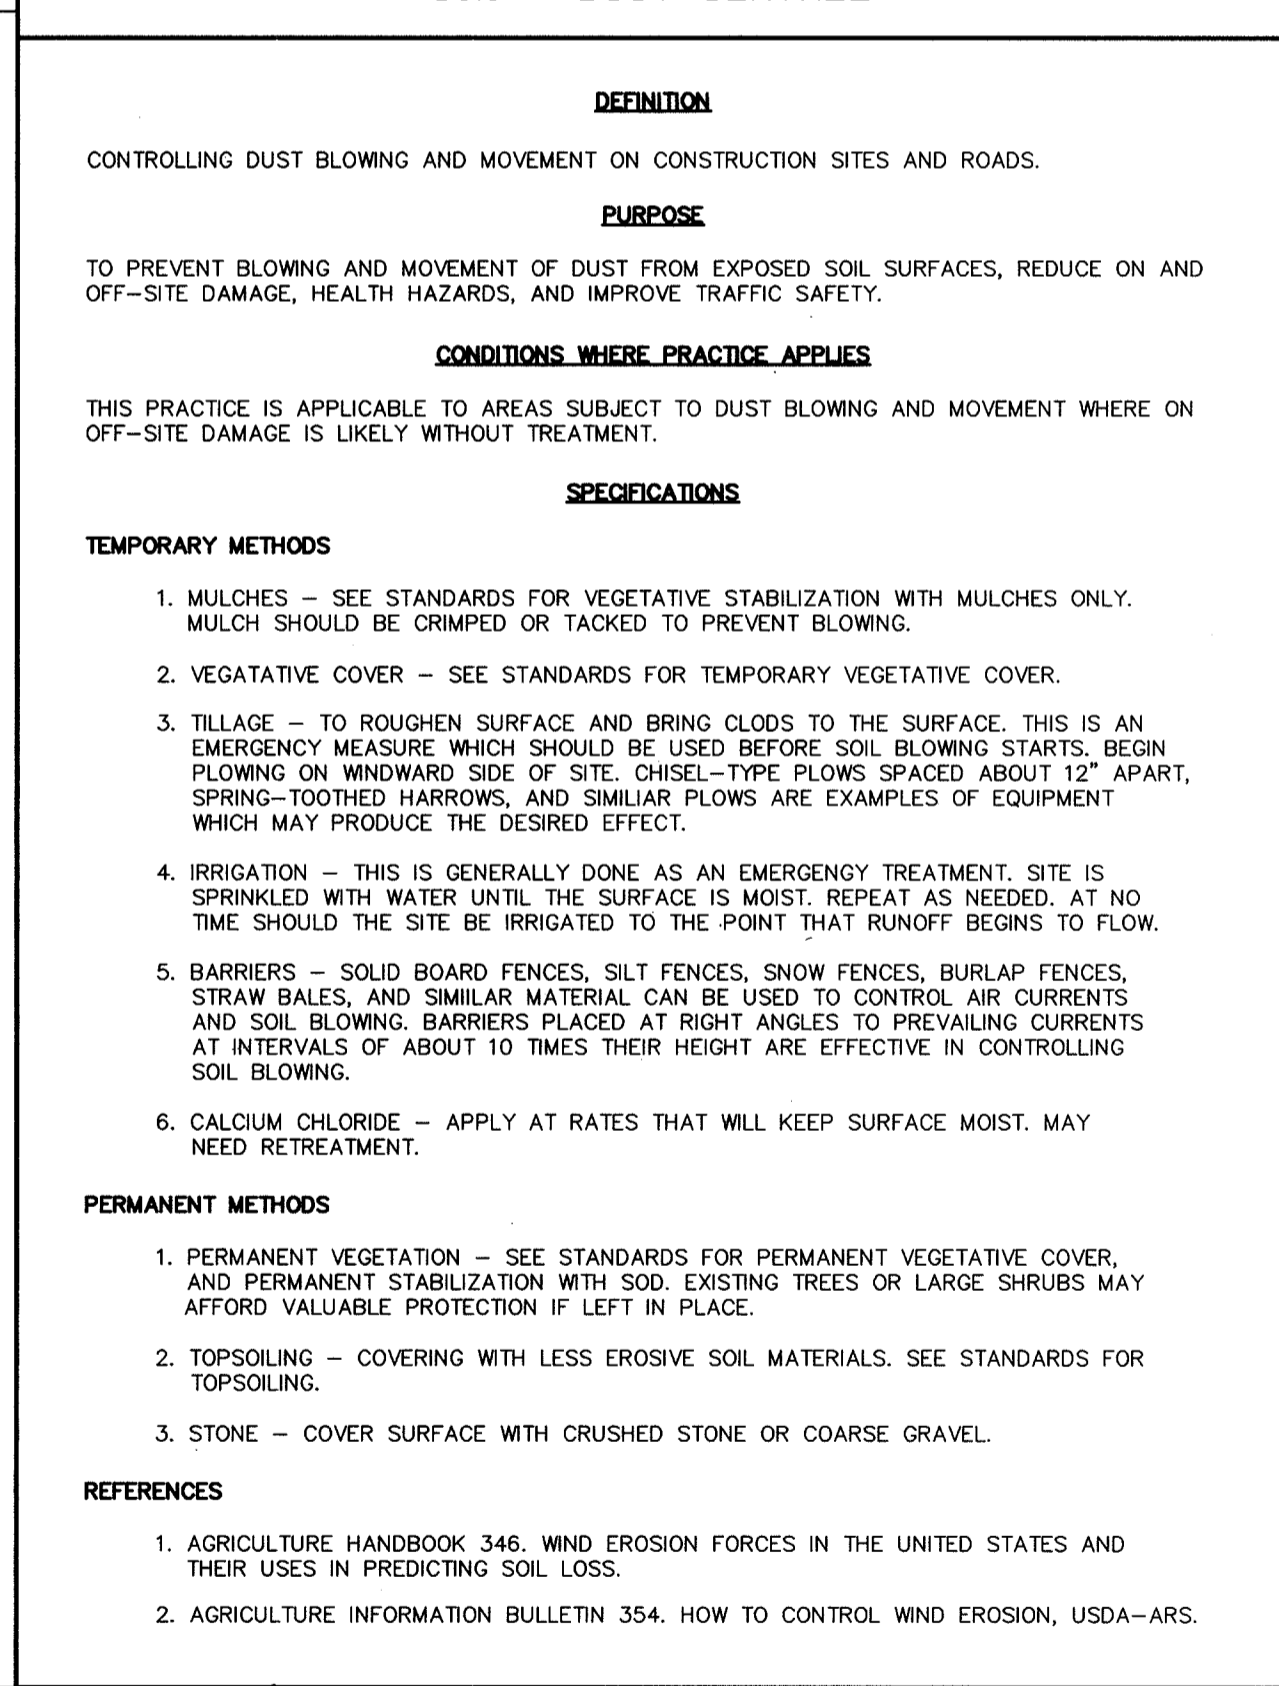 DEFINITION
CONTROLLING DUST BLOWING AND MOVEMENT ON CONSTRUCTION SITES AND ROADS.
PURPOSE
TO PREVENT BLOWING AND MOVEMENT OF DUST FROM EXPOSED SOIL SURFACES, REDUCE ON AND
OFF-SITE DAMAGE, HEALTH HAZARDS, AND IMPROVE TRAFFIC SAFETY.
CONDITIONS WHERE PRACTICE APPLIES
THIS PRACTICE IS APPLICABLE TO AREAS SUBJECT TO DUST BLOWING AND MOVEMENT WHERE ON
OFF-SITE DAMAGE IS LIKELY WITHOUT TREATMENT.
SPECIFICATIONS
TEMPORARY METHODS
1. MULCHES – SEE STANDARDS FOR VEGETATIVE STABILIZATION WITH MULCHES ONLY.
MULCH SHOULD BE CRIMPED OR TACKED TO PREVENT BLOWING.
2. VEGATATIVE COVER – SEE STANDARDS FOR TEMPORARY VEGETATIVE COVER.
3. TILLAGE – TO ROUGHEN SURFACE AND BRING CLODS TO THE SURFACE. THIS IS AN
EMERGENCY MEASURE WHICH SHOULD BE USED BEFORE SOIL BLOWING STARTS. BEGIN
PLOWING ON WINDWARD SIDE OF SITE. CHISEL-TYPE PLOWS SPACED ABOUT 12" APART,
SPRING-TOOTHED HARROWS, AND SIMILIAR PLOWS ARE EXAMPLES OF EQUIPMENT
WHICH MAY PRODUCE THE DESIRED EFFECT.
4. IRRIGATION – THIS IS GENERALLY DONE AS AN EMERGENGY TREATMENT. SITE IS
SPRINKLED WITH WATER UNTIL THE SURFACE IS MOIST. REPEAT AS NEEDED. AT NO
TIME SHOULD THE SITE BE IRRIGATED TO THE POINT THAT RUNOFF BEGINS TO FLOW.
5. BARRIERS – SOLID BOARD FENCES, SILT FENCES, SNOW FENCES, BURLAP FENCES,
STRAW BALES, AND SIMIILAR MATERIAL CAN BE USED TO CONTROL AIR CURRENTS
AND SOIL BLOWING. BARRIERS PLACED AT RIGHT ANGLES TO PREVAILING CURRENTS
AT INTERVALS OF ABOUT 10 TIMES THEIR HEIGHT ARE EFFECTIVE IN CONTROLLING
SOIL BLOWING.
6. CALCIUM CHLORIDE – APPLY AT RATES THAT WILL KEEP SURFACE MOIST. MAY
NEED RETREATMENT.
PERMANENT METHODS
1. PERMANENT VEGETATION – SEE STANDARDS FOR PERMANENT VEGETATIVE COVER,
AND PERMANENT STABILIZATION WITH SOD. EXISTING TREES OR LARGE SHRUBS MAY
AFFORD VALUABLE PROTECTION IF LEFT IN PLACE.
2. TOPSOILING – COVERING WITH LESS EROSIVE SOIL MATERIALS. SEE STANDARDS FOR
TOPSOILING.
3. STONE – COVER SURFACE WITH CRUSHED STONE OR COARSE GRAVEL.
REFERENCES
1. AGRICULTURE HANDBOOK 346. WIND EROSION FORCES IN THE UNITED STATES AND
THEIR USES IN PREDICTING SOIL LOSS.
2. AGRICULTURE INFORMATION BULLETIN 354. HOW TO CONTROL WIND EROSION, USDA-ARS.